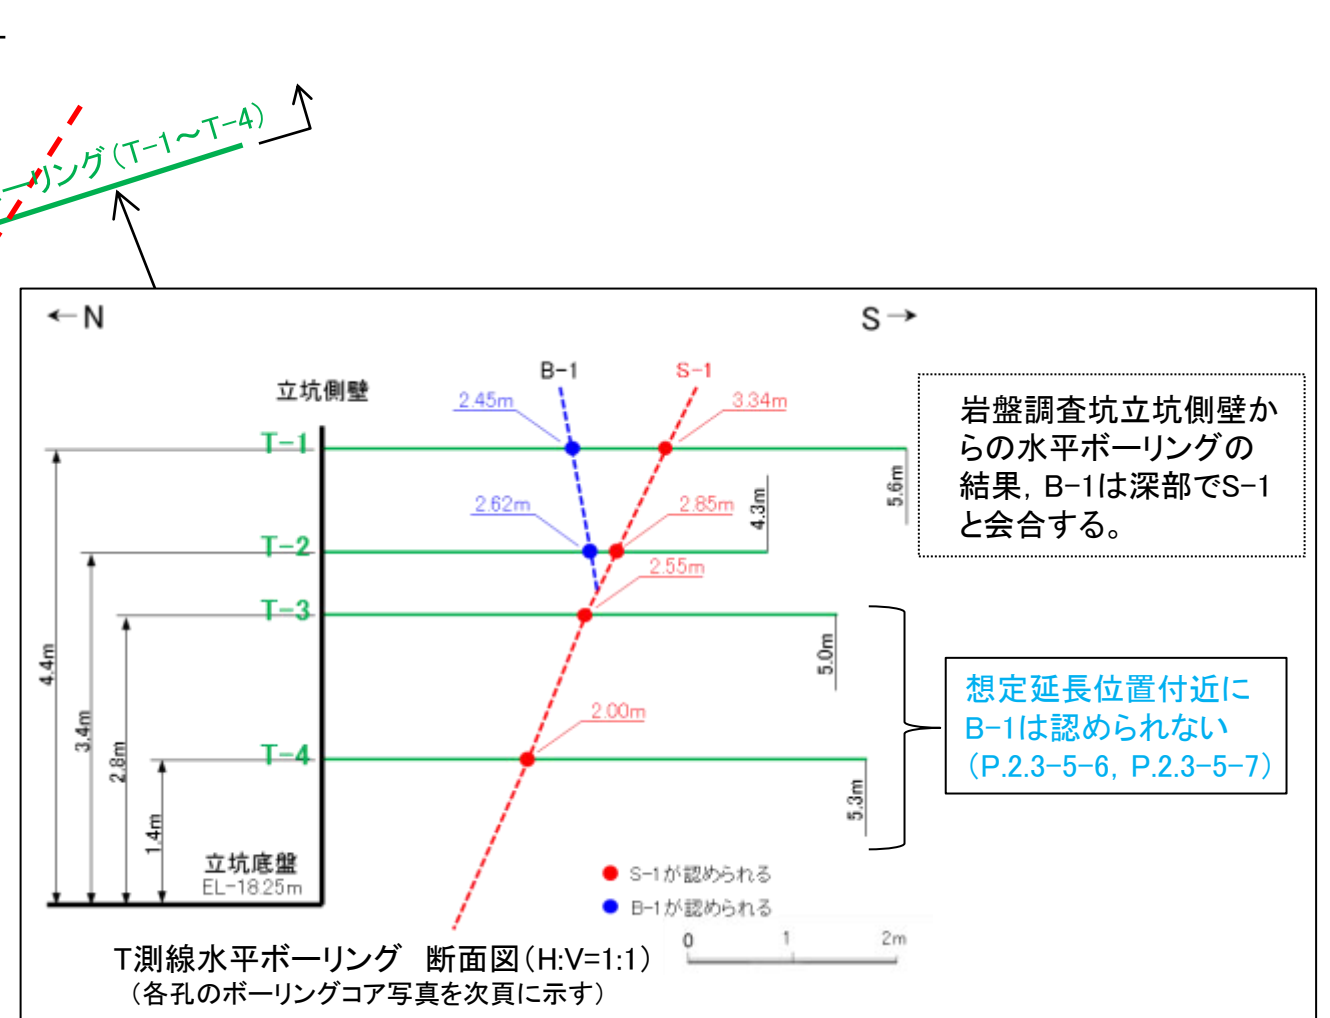 ーリング(T-1～T-4)
←N
S→
立坑側壁
B-1
S-1
2.45m
3.34m
T-1
5.6m
岩盤調査坑立坑側壁か
らの水平ボーリングの
結果, B-1は深部でS-1
と会合する。
2.62m
2.85m
4.3m
T-2
2.55m
T-3
5.0m
4.4m
3.4m
2.8m
1.4m
想定延長位置付近に
B-1は認められない
(P.2.3-5-6, P.2.3-5-7)
2.00m
T-4
5.3m
立坑底盤
EL-18.25m
S-1が認められる
B-1が認められる
0 1 2m
T測線水平ボーリング 断面図(H:V=1:1)
(各孔のボーリングコア写真を次頁に示す)